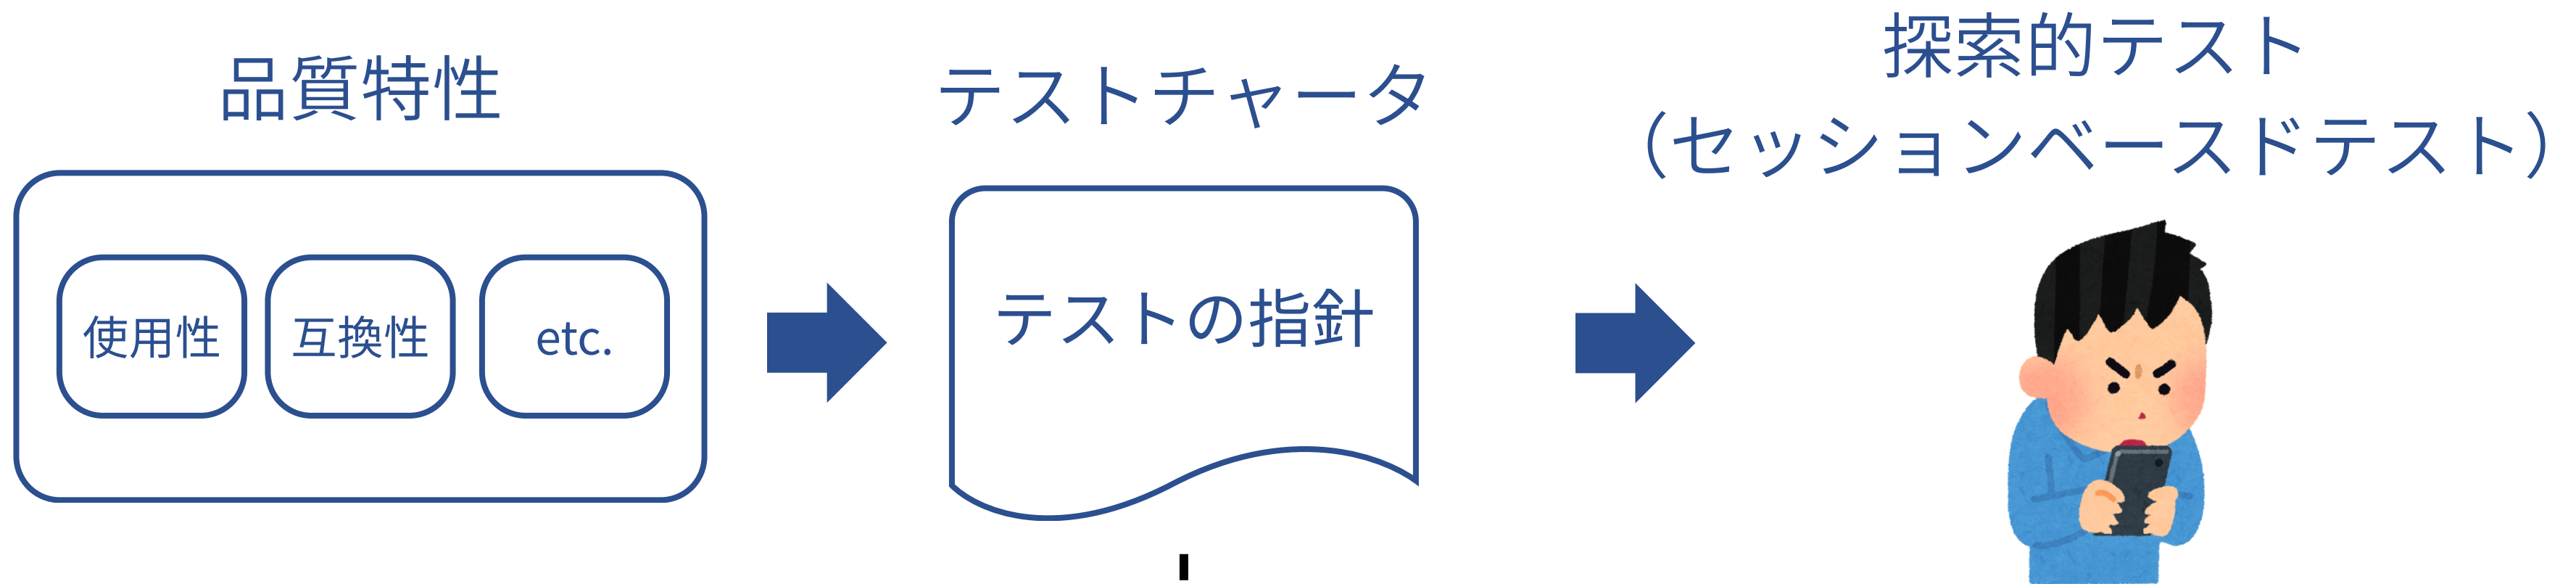 品質特性
使用性
互換性
etc.
テストチャータ
テストの指針
探索的テスト
（セッションベースドテスト）